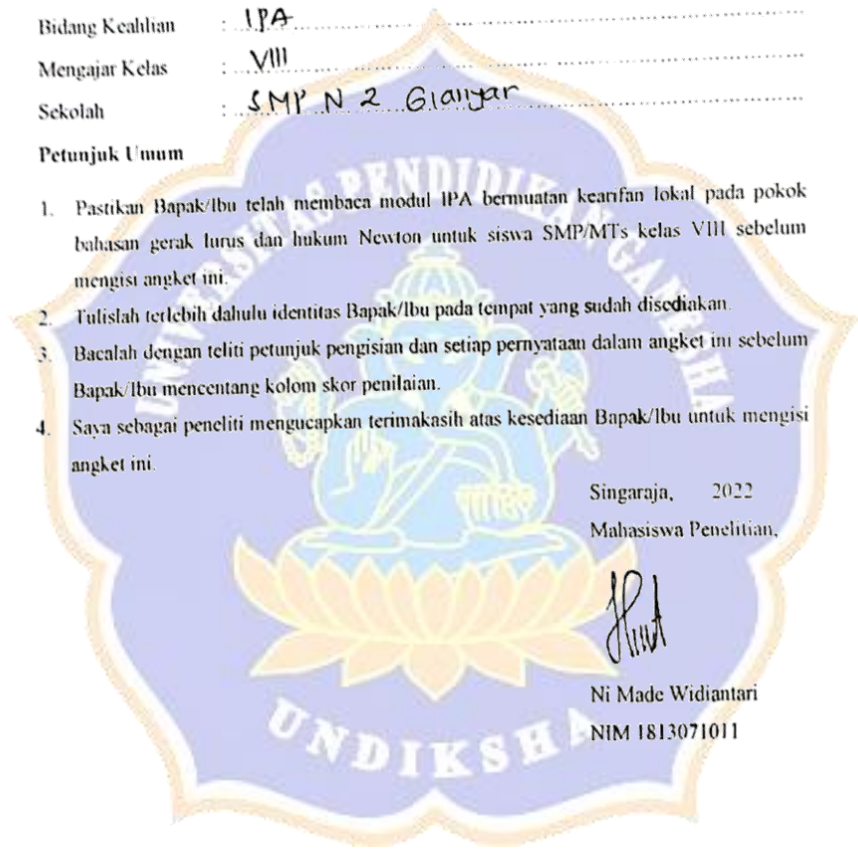 Bidang Keahlian : IPA
Mengajar Kelas : VIII
Sekolah : SMP N 2 Gianyar
Petunjuk Umum
1. Pastikan Bapak/Ibu telah membaca modul IPA bermuatan kearifan lokal pada pokok
bahasan gerak lurus dan hukum Newton untuk siswa SMP/MTs kelas VIII sebelum
mengisi angket ini.
2. Tulislah terlebih dahulu identitas Bapak/Ibu pada tempat yang sudah disediakan.
3. Bacalah dengan teliti petunjuk pengisian dan setiap pernyataan dalam angket ini sebelum
Bapak/Ibu mencentang kolom skor penilaian.
4. Saya sebagai peneliti mengucapkan terimakasih atas kesediaan Bapak/Ibu untuk mengisi
angket ini.
Singaraja, 2022
Mahasiswa Penelitian,
Ni Made Widiantari
NIM 1813071011
UNIVERSITAS PENDIDIKAN GANESHA
UNDIKSHA